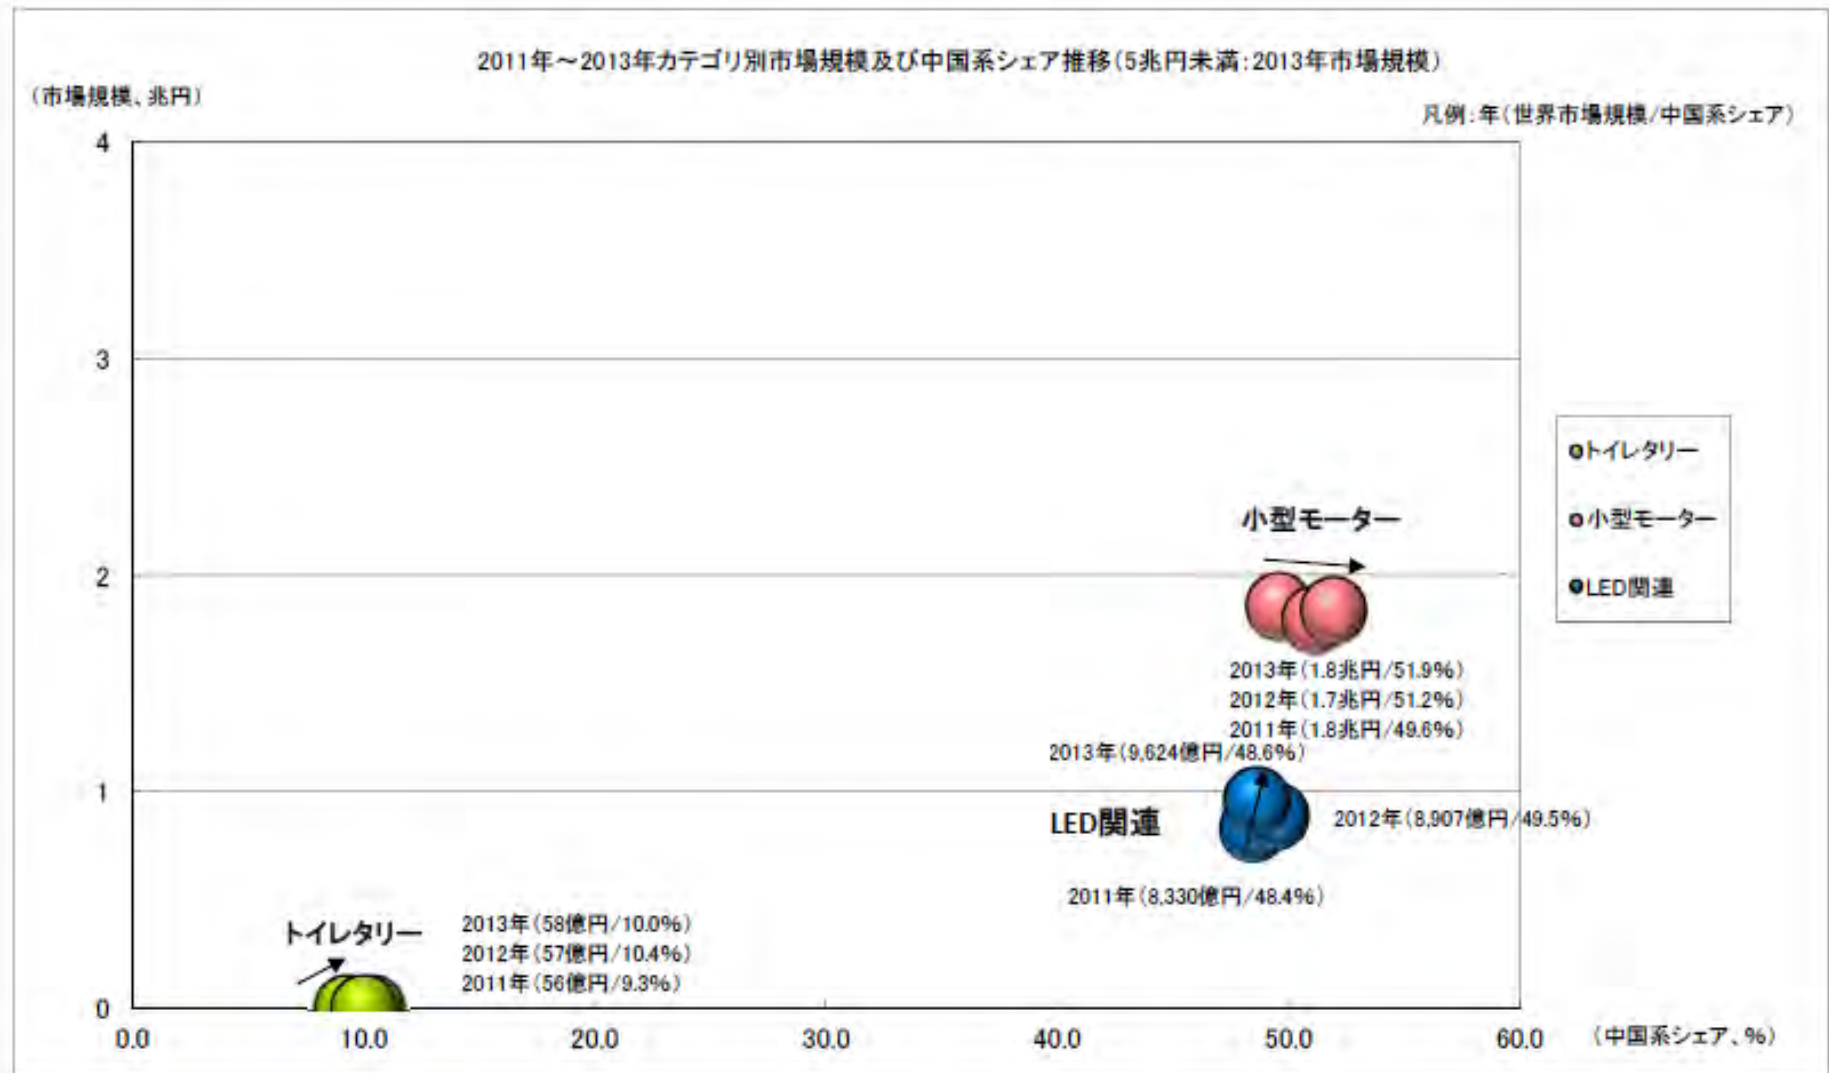 2011年～2013年カテゴリ別市場規模及び中国系シェア推移（5兆円未満：2013年市場規模）
（市場規模、兆円）
凡例：年（世界市場規模/中国系シェア）
4
3
2
1
0
小型モーター
2013年（1.8兆円/51.9％）
2012年（1.7兆円/51.2％）
2011年（1.8兆円/49.6％）
2013年（9,624億円/48.6％）
LED関連
2012年（8,907億円/49.5％）
2011年（8,330億円/48.4％）
トイレタリー
2013年（58億円/10.0％）
2012年（57億円/10.4％）
2011年（56億円/9.3％）
トイレタリー
小型モーター
LED関連
0.0 10.0 20.0 30.0 40.0 50.0 60.0
（中国系シェア、％）